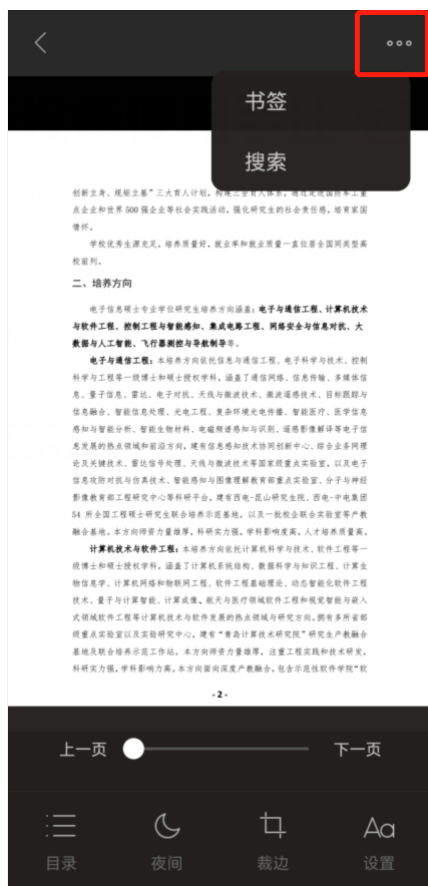 书签
搜索
创新立身、规矩立基”三大育人计划,构建三全育人体系。通过走进国防军工重
点企业和世界 500 强企业等社会实践活动,强化研究生的社会责任感,培育家国
情怀。
学校优秀生源充足,培养质量好,就业率和就业质量一直位居全国同类型高
校前列。
二、培养方向
电子信息硕士专业学位研究生培养方向涵盖:电子与通信工程、计算机技术
与软件工程、控制工程与智能感知、集成电路工程、网络安全与信息对抗、大
数据与人工智能、飞行器测控与导航制导等。
电子与通信工程:本培养方向依托信息与通信工程、电子科学与技术、控制
科学与工程等一级博士和硕士授权学科,涵盖了通信网络、信息传输、多媒体信
息、量子信息、雷达、电子对抗、天线与微波技术、微波遥感技术、目标跟踪与
信息融合、智能信息处理、光电工程、复杂环境光电传播、智能医疗、医学信息
感知与智能分析、智能生物材料、电磁频谱感知与识别、遥感影像解译等电子信
息发展的热点领域和前沿方向。建有信息感知技术协同创新中心、综合业务网理
论及关键技术、雷达信号处理、天线与微波技术等国家级重点实验室,以及电子
信息攻防对抗与仿真技术、智能感知与图像理解教育部重点实验室、分子与神经
影像教育部工程研究中心等科研平台。建有西电-昆山研究生院、西电-中电集团
54 所全国工程硕士研究生联合培养示范基地,以及一批校企联合实验室等产教
融合基地。本方向师资力量雄厚,科研实力强,学科影响度高,人才培养质量高。
计算机技术与软件工程:本培养方向依托计算机科学与技术、软件工程等一
级博士和硕士授权学科,涵盖了计算机系统结构、数据科学与知识工程、计算生
物信息学、计算机网络和物联网工程、软件工程基础理论、动态智能化软件工程
技术、量子与计算智能、计算成像、航天与医疗领域软件工程和视觉智能与嵌入
式领域软件工程等计算机技术与软件发展的热点领域与研究方向。拥有多所省部
级重点实验室以及实验研究中心,建有“青岛计算技术研究院”研究生产教融合
基地及联合培养示范工作站。本方向师资力量雄厚,注重工程实践和技术研发,
科研实力强,学科影响力高。本方向面向深度产教融合,包含示范性软件学院“软
- 2 -
上一页
下一页
目录
夜间
裁边
Aa
设置